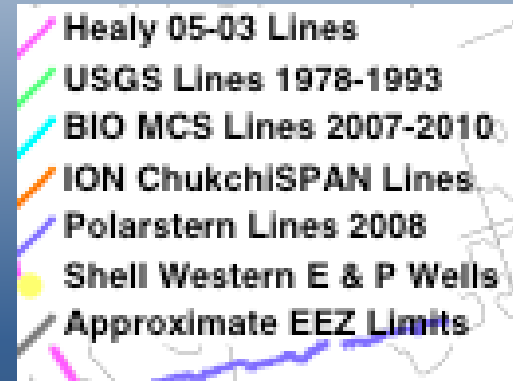 Healy 05-03 Lines
USGS Lines 1978-1993
BIO MCS Lines 2007-2010
ION ChukchiSPAN Lines
Polarstern Lines 2008
Shell Western E & P Wells
Approximate EEZ Limits